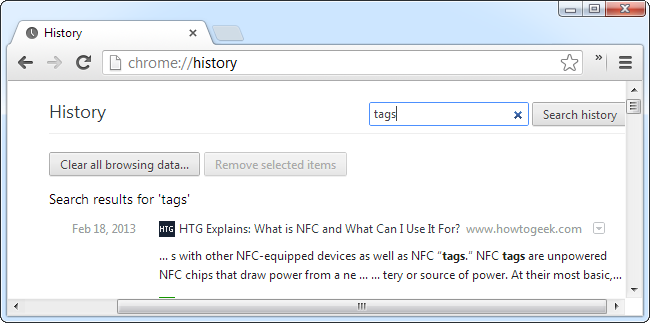 History
chrome://history
»
History
tags
Search history
Clear all browsing data...
Remove selected items
Search results for 'tags'
Feb 18, 2013 HTG HTG Explains: What is NFC and What Can I Use It For? www.howtogeek.com
... s with other NFC-equipped devices as well as NFC “tags.” NFC tags are unpowered
NFC chips that draw power from a ne ... ... tery or source of power. At their most basic,...